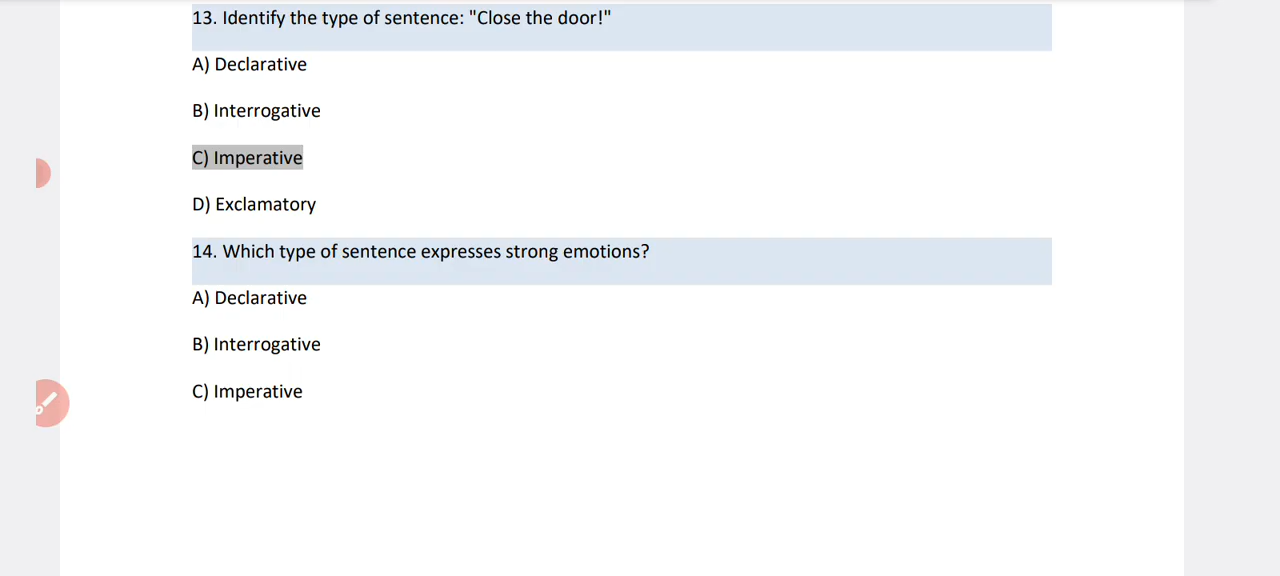 13. Identify the type of sentence: "Close the door!"
A) Declarative
B) Interrogative
C) Imperative
D) Exclamatory
14. Which type of sentence expresses strong emotions?
A) Declarative
B) Interrogative
C) Imperative